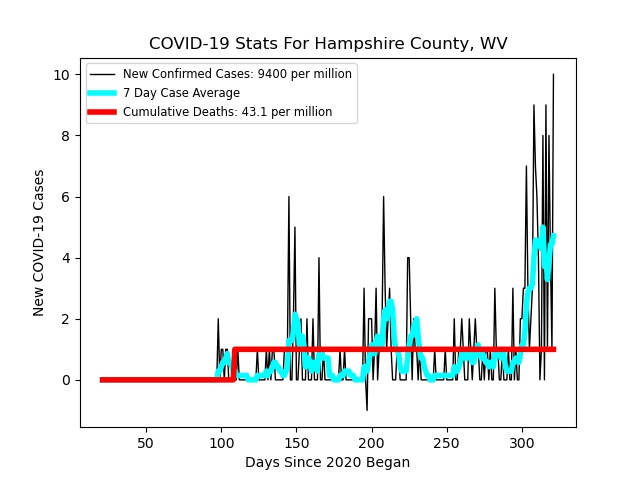 COVID-19 Stats For Hampshire County, WV
New Confirmed Cases: 9400 per million
7 Day Case Average
Cumulative Deaths: 43.1 per million
10
8
6
4
2
0
New COVID-19 Cases
50 100 150 200 250 300
Days Since 2020 Began